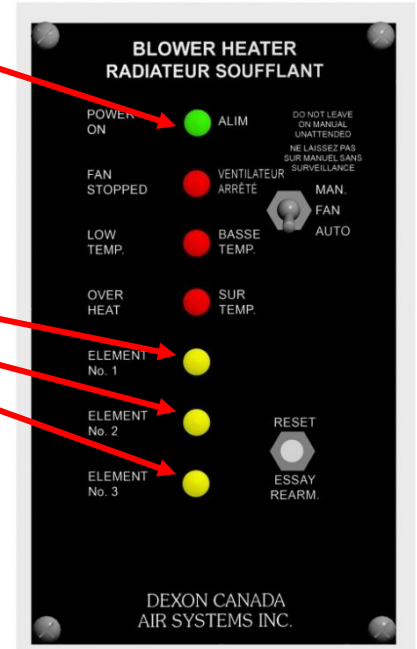 BLOWER HEATER
RADIATEUR SOUFFLANT
POWER
ON
ALIM
DO NOT LEAVE
ON MANUAL
UNATTENDED
NE LAISSEZ PAS
SUR MANUEL SANS
SURVEILLANCE
FAN
STOPPED
VENTILATEUR
ARRÊTÉ
MAN.
FAN
AUTO
LOW
TEMP.
BASSE
TEMP.
OVER
HEAT
SUR
TEMP.
ELEMENT
No. 1
ELEMENT
No. 2
RESET
ELEMENT
No. 3
ESSAY
REARM.
DEXON CANADA
AIR SYSTEMS INC.